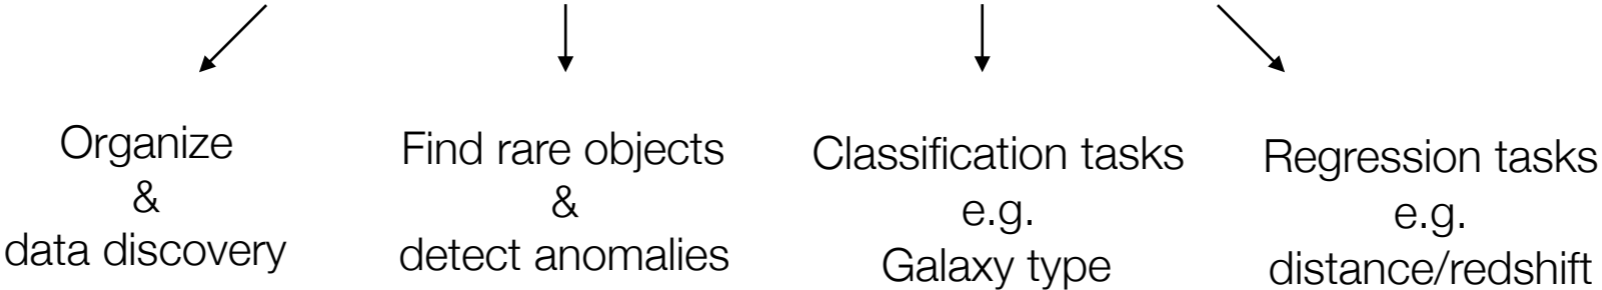 Organize
&
data discovery
Find rare objects
&
detect anomalies
Classification tasks
e.g.
Galaxy type
Regression tasks
e.g.
distance/redshift